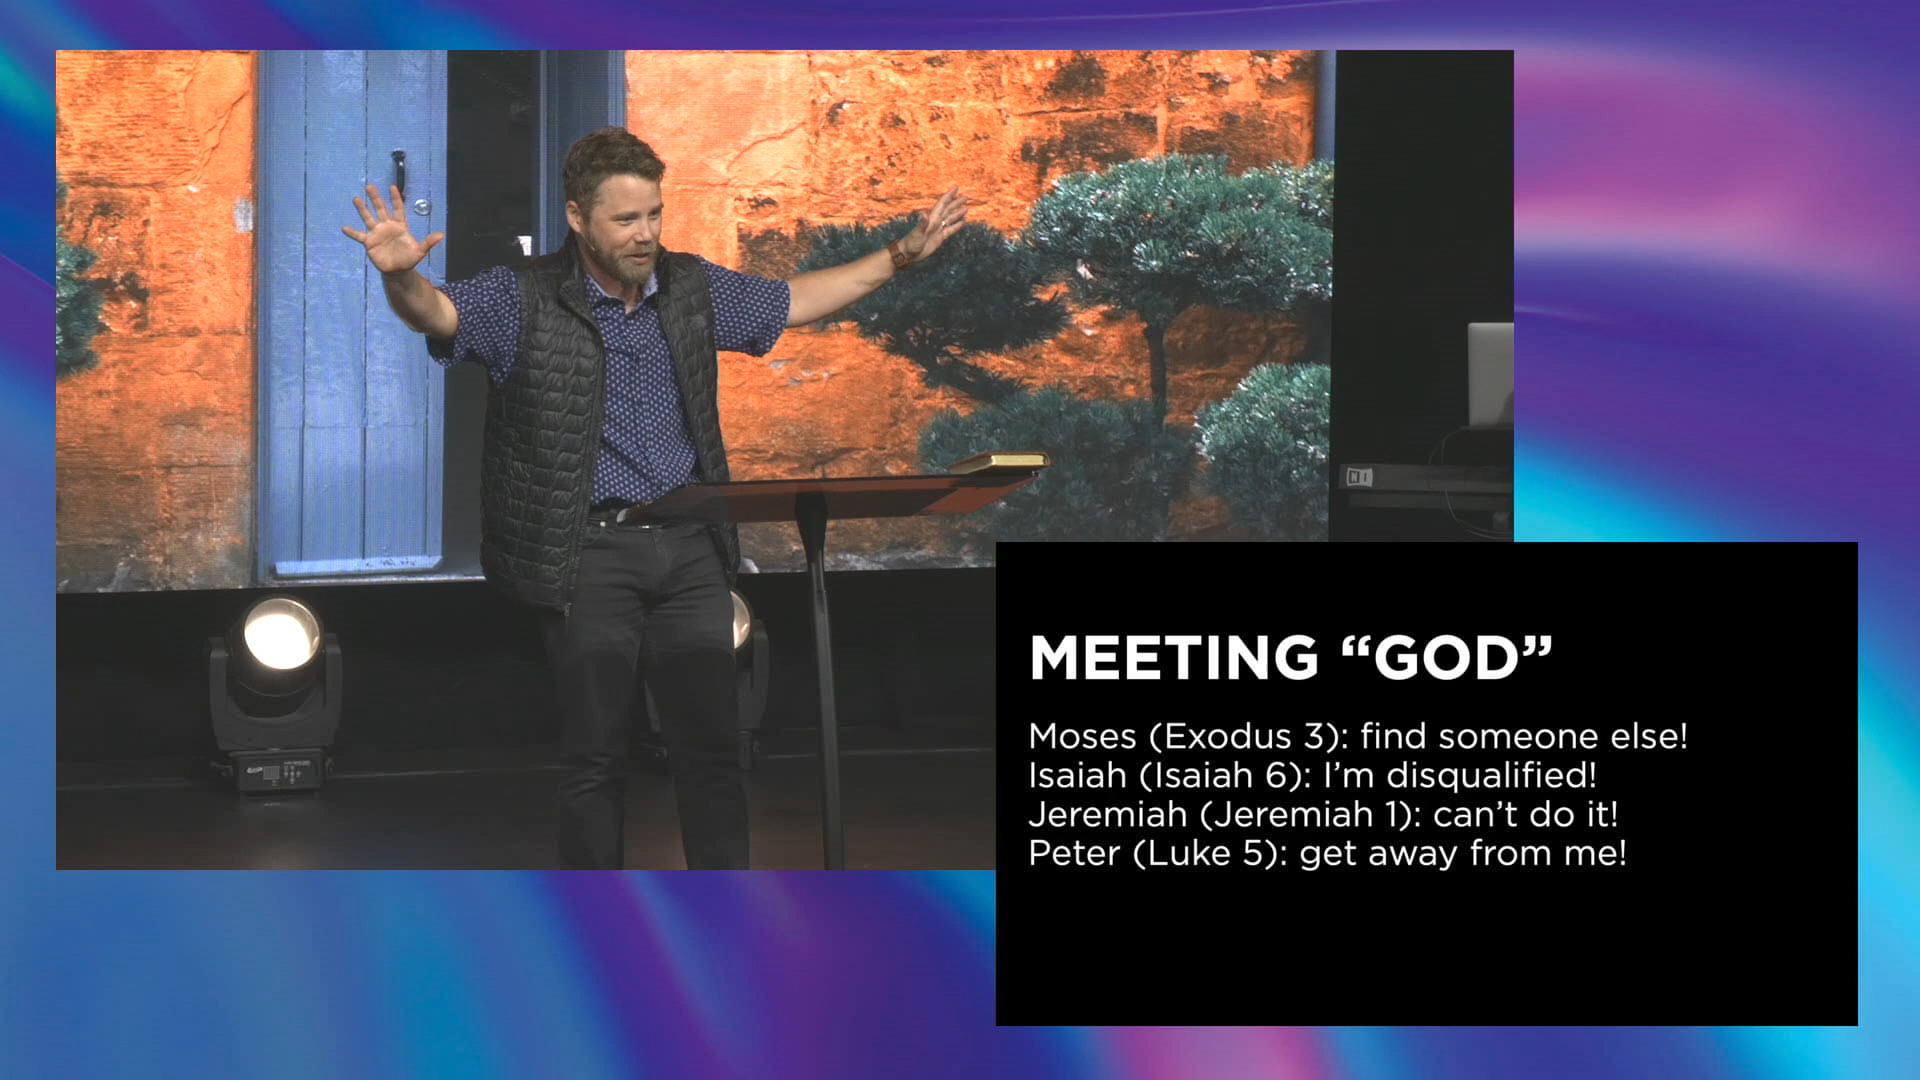 NI
MEETING “GOD”
Moses (Exodus 3): find someone else!
Isaiah (Isaiah 6): I’m disqualified!
Jeremiah (Jeremiah 1): can’t do it!
Peter (Luke 5): get away from me!